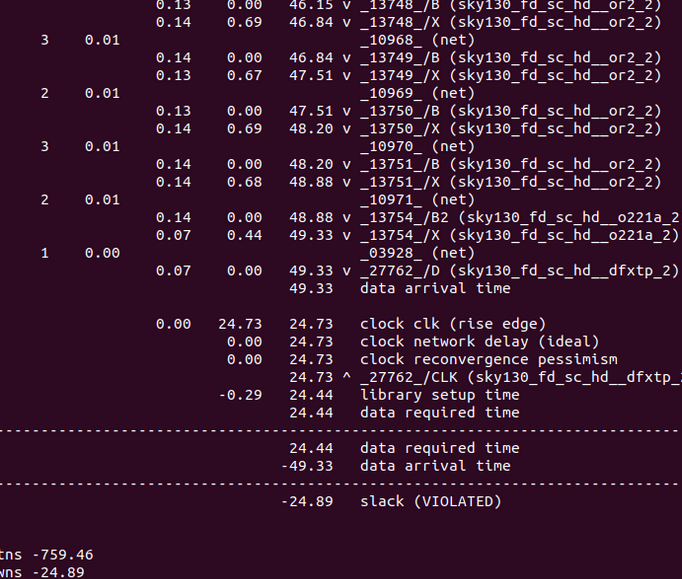 0.13 0.00 46.15 v _13748_/B (sky130_fd_sc_hd__or2_2)
0.14 0.69 46.84 v _13748_/X (sky130_fd_sc_hd__or2_2)
3 0.01 _10968_ (net)
0.14 0.00 46.84 v _13749_/B (sky130_fd_sc_hd__or2_2)
0.13 0.67 47.51 v _13749_/X (sky130_fd_sc_hd__or2_2)
2 0.01 _10969_ (net)
0.13 0.00 47.51 v _13750_/B (sky130_fd_sc_hd__or2_2)
0.14 0.69 48.20 v _13750_/X (sky130_fd_sc_hd__or2_2)
3 0.01 _10970_ (net)
0.14 0.00 48.20 v _13751_/B (sky130_fd_sc_hd__or2_2)
0.14 0.68 48.88 v _13751_/X (sky130_fd_sc_hd__or2_2)
2 0.01 _10971_ (net)
0.14 0.00 48.88 v _13754_/B2 (sky130_fd_sc_hd__o221a_2
0.07 0.44 49.33 v _13754_/X (sky130_fd_sc_hd__o221a_2)
1 0.00 _03928_ (net)
0.07 0.00 49.33 v _27762_/D (sky130_fd_sc_hd__dfxtp_2)
49.33 data arrival time
0.00 24.73 24.73 clock clk (rise edge)
0.00 24.73 clock network delay (ideal)
0.00 24.73 clock reconvergence pessimism
24.73 ^ _27762_/CLK (sky130_fd_sc_hd__dfxtp_2
-0.29 24.44 library setup time
24.44 data required time
---------------------------------------------------------------------------------------------
24.44 data required time
-49.33 data arrival time
---------------------------------------------------------------------------------------------
-24.89 slack (VIOLATED)
tns -759.46
wns -24.89